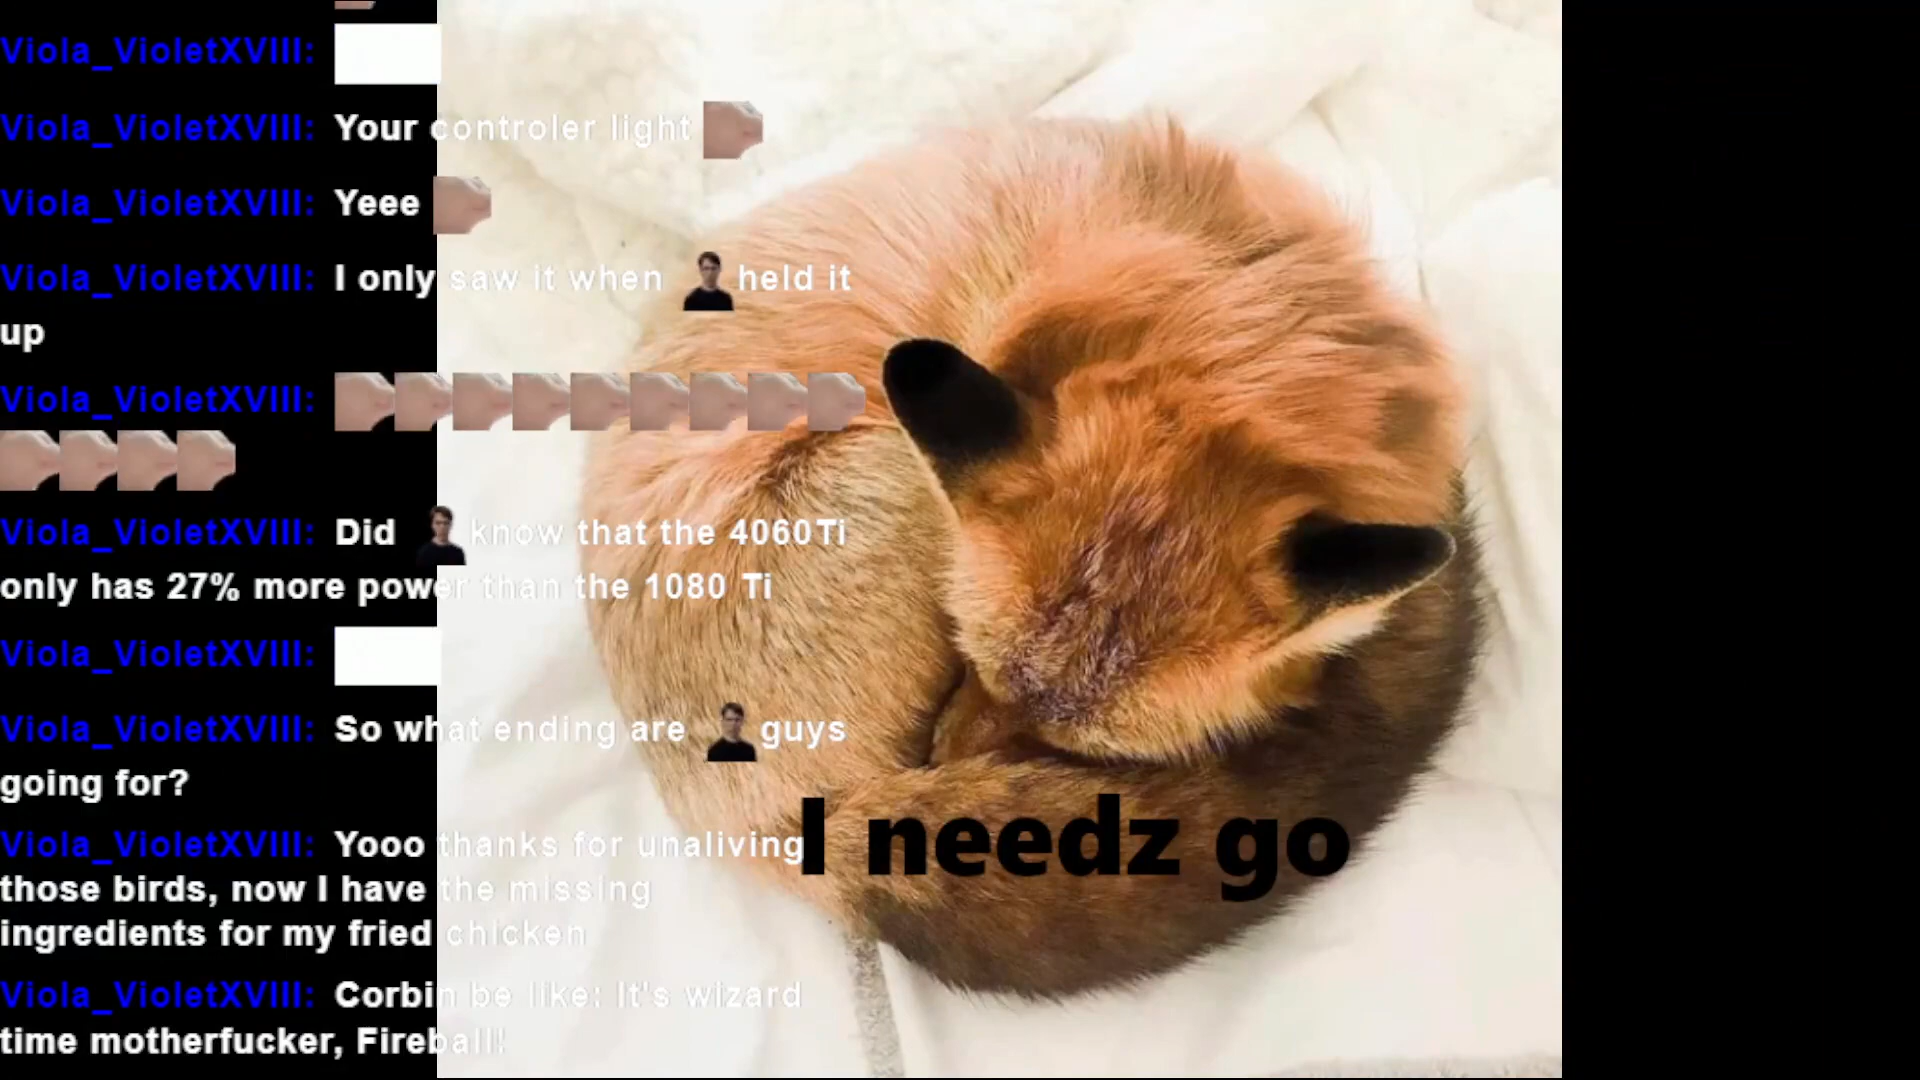 Viola_VioletXVIII:
Viola_VioletXVIII: Your controler light
Viola_VioletXVIII: Yeee
Viola_VioletXVIII: I only saw it when held it
up
Viola_VioletXVIII:
Viola_VioletXVIII: Did know that the 4060Ti
only has 27% more power than the 1080 Ti
Viola_VioletXVIII:
Viola_VioletXVIII: So what ending are guys
going for?
Viola_VioletXVIII: Yooo thanks for unaliving
those birds, now I have the missing
ingredients for my fried chicken
Viola_VioletXVIII: Corbin be like: It's wizard
time motherfucker, Fireball!
I needz go